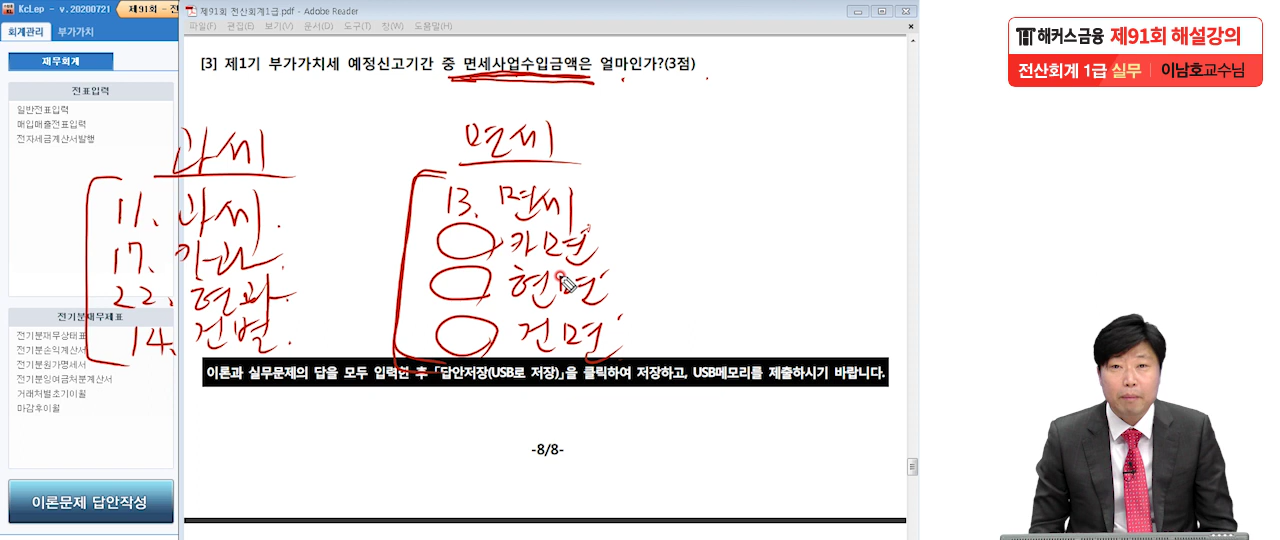 KcLep - v.20200721
제91회 - 전
회계관리
부가가치
재무회계
전표입력
일반전표입력
매입매출전표입력
전자세금계산서발행
전기분재무제표
전기분재무상태표
전기분손익계산서
전기분원가명세서
전기분잉여금처분계산서
거래처별초기이월
마감후이월
이론문제 답안작성
제91회 전산회계1급.pdf - Adobe Reader
파일(F) 편집(E) 보기(V) 문서(D) 도구(T) 창(W) 도움말(H)
[3] 제1기 부가가치세 예정신고기간 중 면세사업수입금액은 얼마인가?(3점)
과세
11. 과세.
17. 카과.
22. 현과.
14. 건별.
면세
13. 면세
카면
현면
건면
이론과 실무문제의 답을 모두 입력한 후 「답안저장(USB로 저장)」을 클릭하여 저장하고, USB메모리를 제출하시기 바랍니다.
-8/8-
해커스금융 제91회 해설강의
전산회계 1급 실무 | 이남호교수님